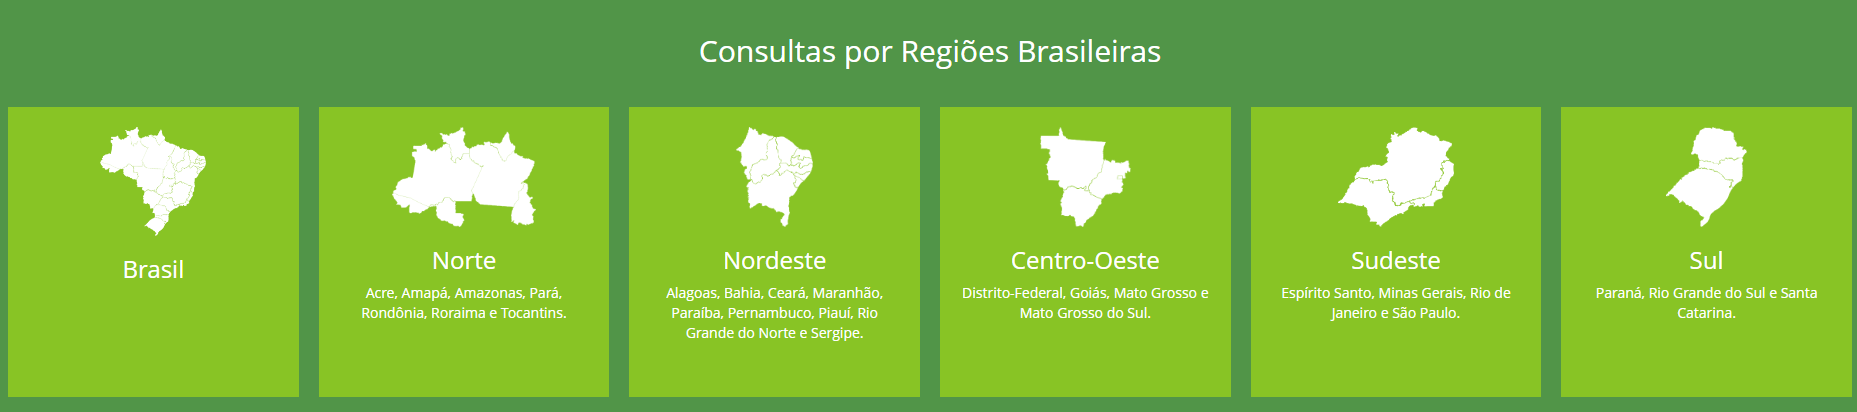 Consultas por Regiões Brasileiras
Brasil
Norte
Acre, Amapá, Amazonas, Pará,
Rondônia, Roraima e Tocantins.
Nordeste
Alagoas, Bahia, Ceará, Maranhão,
Paraíba, Pernambuco, Piauí, Rio
Grande do Norte e Sergipe.
Centro-Oeste
Distrito-Federal, Goiás, Mato Grosso e
Mato Grosso do Sul.
Sudeste
Espírito Santo, Minas Gerais, Rio de
Janeiro e São Paulo.
Sul
Paraná, Rio Grande do Sul e Santa
Catarina.